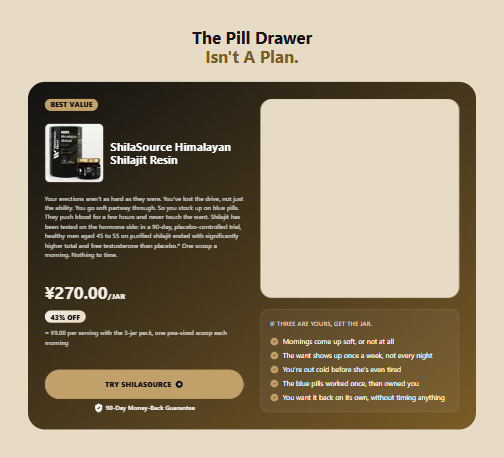 The Pill Drawer
Isn't A Plan.
BEST VALUE
ShilaSource Himalayan
Shilajit Resin
Your erections aren't as hard as they were. You've lost the drive, not just
the ability. You go soft partway through. So you stock up on blue pills.
They push blood for a few hours and never touch the want. Shilajit has
been tested on the hormone side: in a 90-day, placebo-controlled trial,
healthy men aged 45 to 55 on purified shilajit ended with significantly
higher total and free testosterone than placebo.* One scoop a
morning. Nothing to time.
¥270.00/JAR
43% OFF
= ¥9.00 per serving with the 3-jar pack, one pea-sized scoop each
morning
TRY SHILASOURCE
90-Day Money-Back Guarantee
IF THREE ARE YOURS, GET THE JAR.
Mornings come up soft, or not at all
The want shows up once a week, not every night
You're out cold before she's even tired
The blue pills worked once, then owned you
You want it back on its own, without timing anything